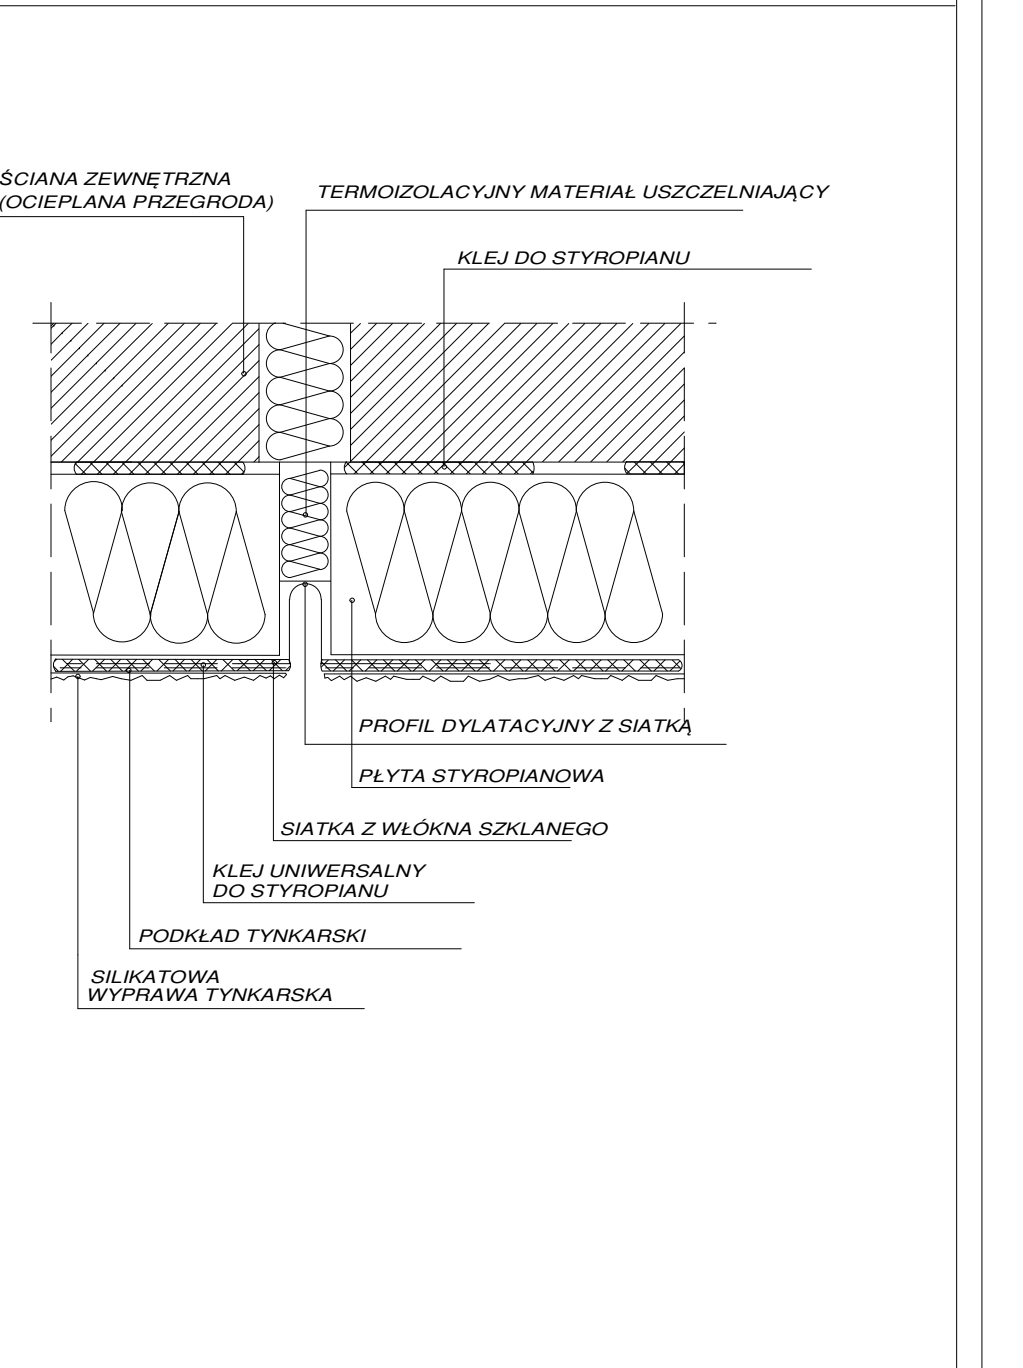 ŚCIANA ZEWNĘTRZNA
(OCIEPLANA PRZEGRODA)
TERMOIZOLACYJNY MATERIAŁ USZCZELNIAJĄCY
KLEJ DO STYROPIANU
PROFIL DYLATACYJNY Z SIATKĄ
PŁYTA STYROPIANOWA
SIATKA Z WŁÓKNA SZKLANEGO
KLEJ UNIWERSALNY
DO STYROPIANU
PODKŁAD TYNKARSKI
SILIKATOWA
WYPRAWA TYNKARSKA